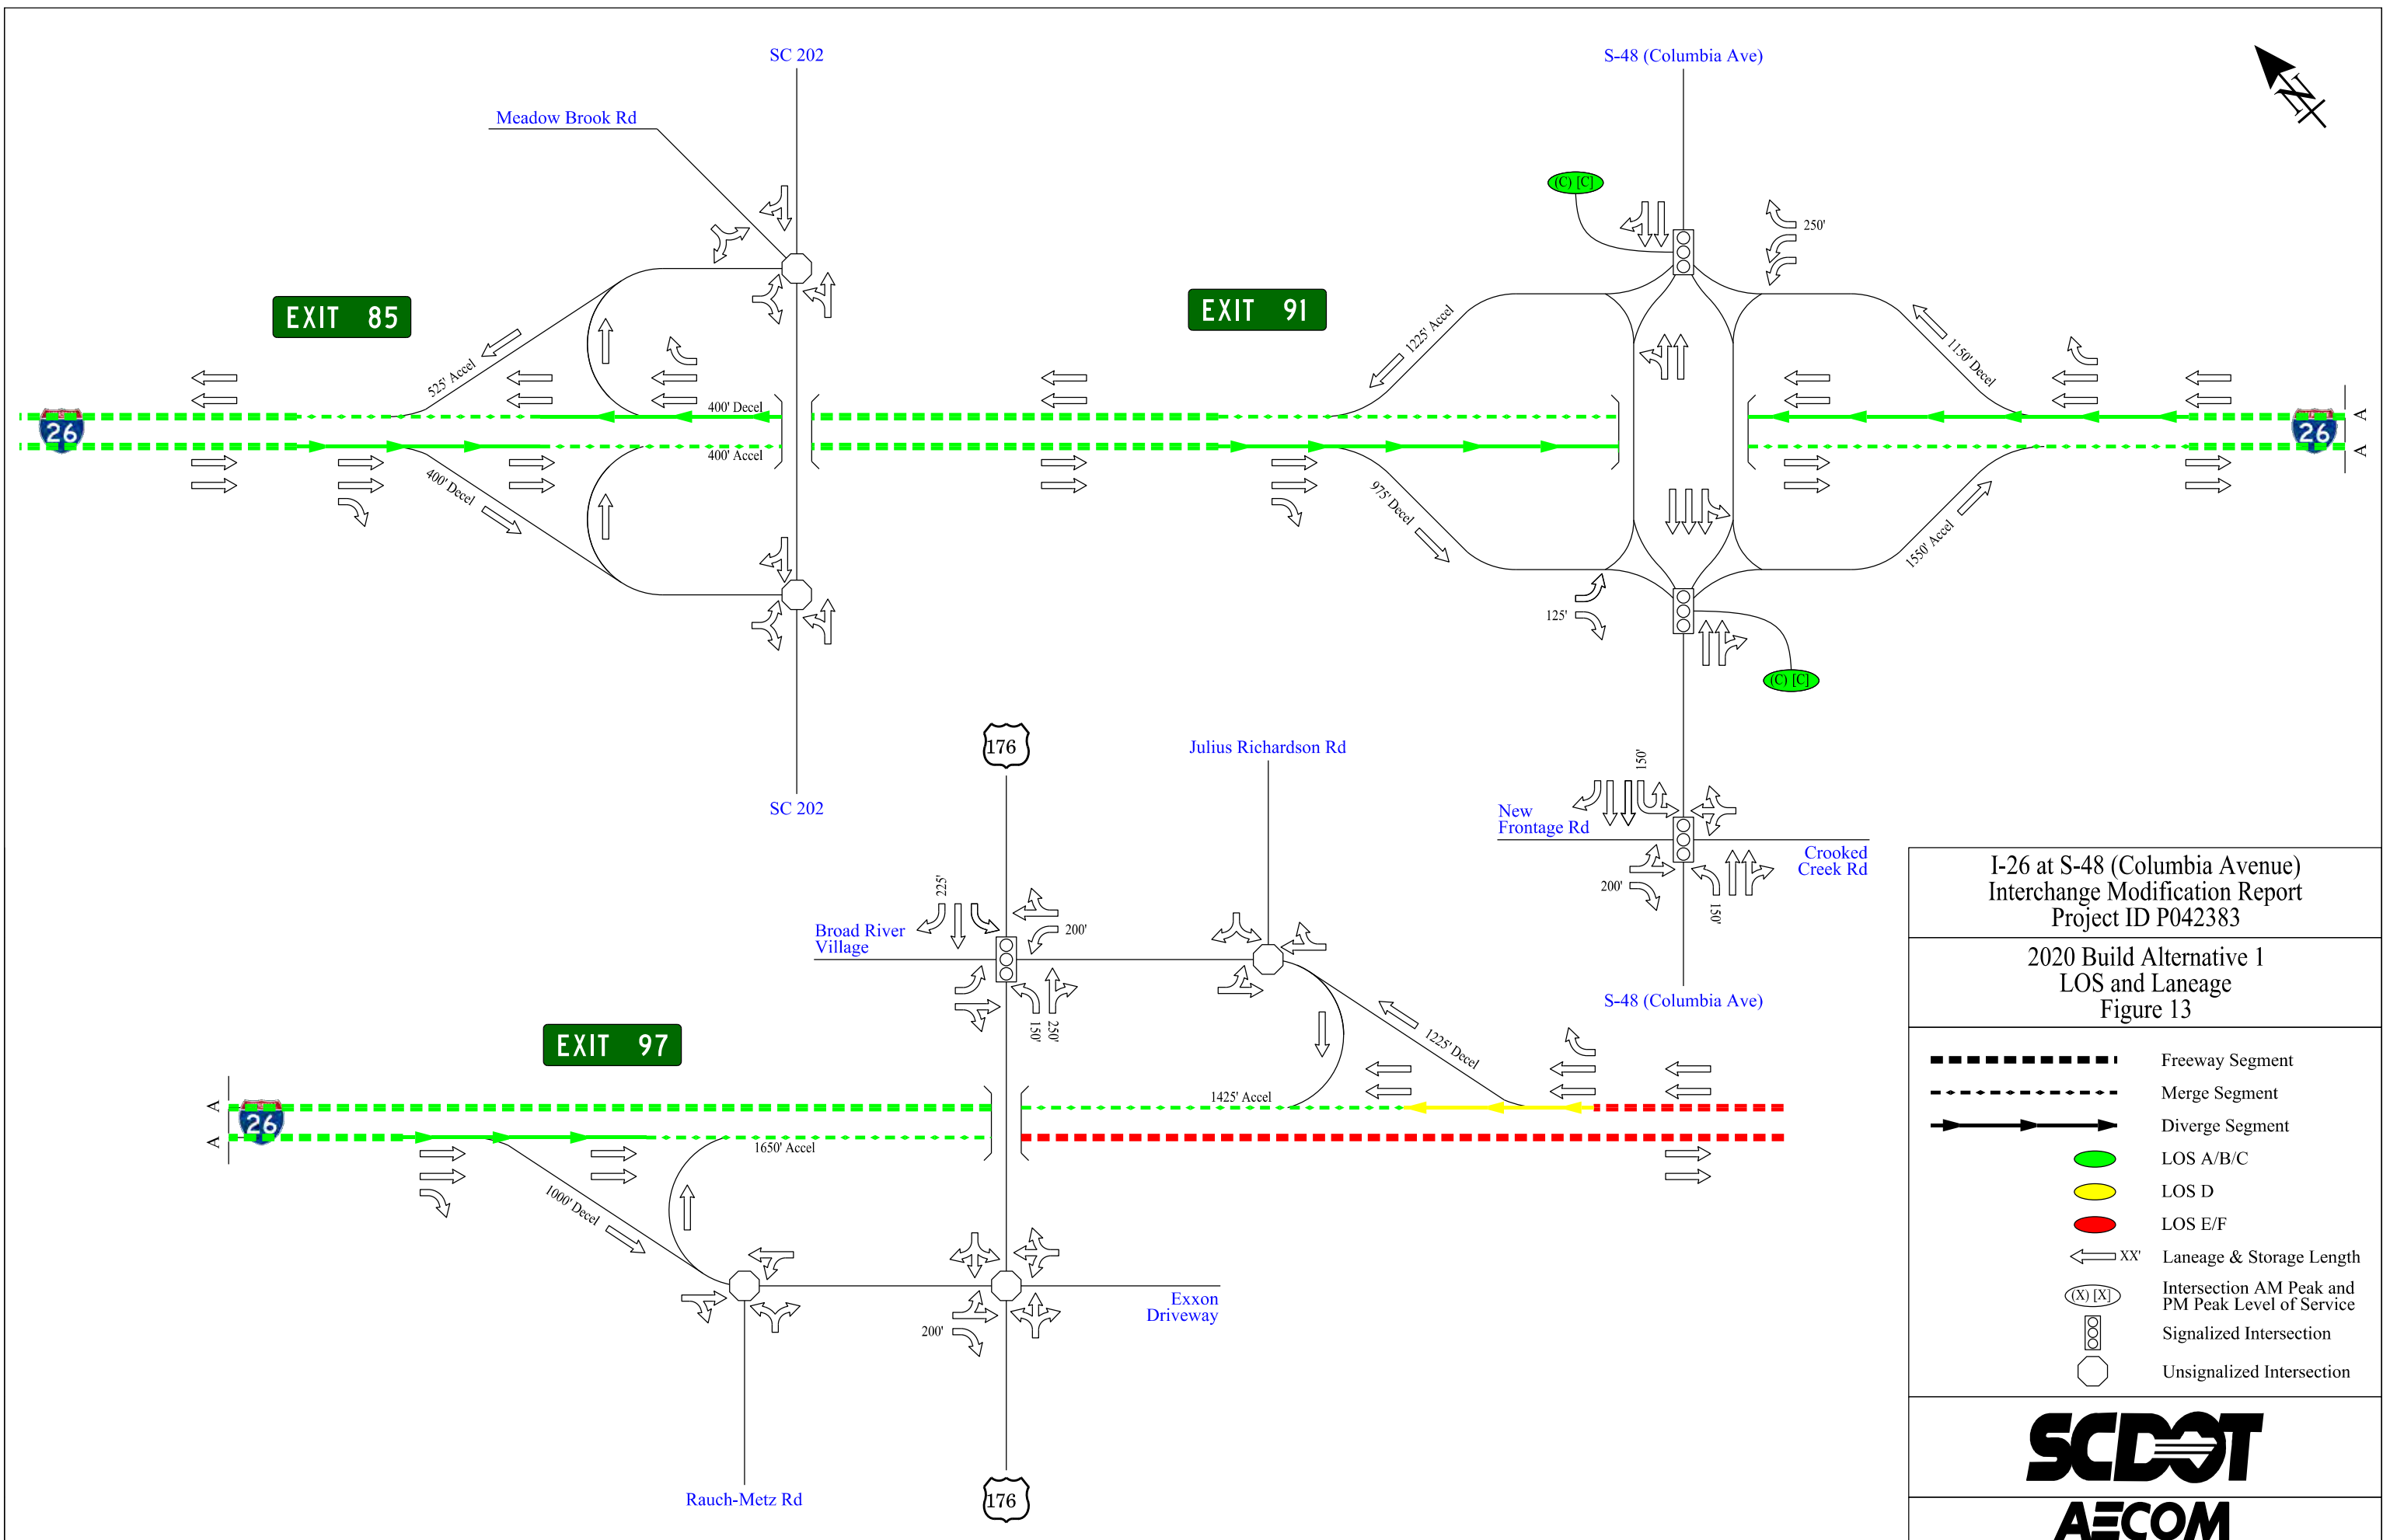 SC 202
S-48 (Columbia Ave)
N
Meadow Brook Rd
(C) [C]
250'
EXIT 85
EXIT 91
525' Accel
400' Decel
1225' Accel
1150' Decel
26
26
A
A
400' Accel
400' Decel
975' Decel
1550' Accel
125'
(C) [C]
SC 202
176
Julius Richardson Rd
150'
New
Frontage Rd
Crooked
Creek Rd
200'
150'
S-48 (Columbia Ave)
225'
Broad River
Village
200'
150'
250'
EXIT 97
1225' Decel
1425' Accel
A
A
26
1650' Accel
1000' Decel
200'
Exxon
Driveway
Rauch-Metz Rd
176
I-26 at S-48 (Columbia Avenue)
Interchange Modification Report
Project ID P042383
2020 Build Alternative 1
LOS and Laneage
Figure 13
Freeway Segment
Merge Segment
Diverge Segment
LOS A/B/C
LOS D
LOS E/F
XX' Laneage & Storage Length
(X) [X] Intersection AM Peak and
PM Peak Level of Service
Signalized Intersection
Unsignalized Intersection
SCDOT
AECOM